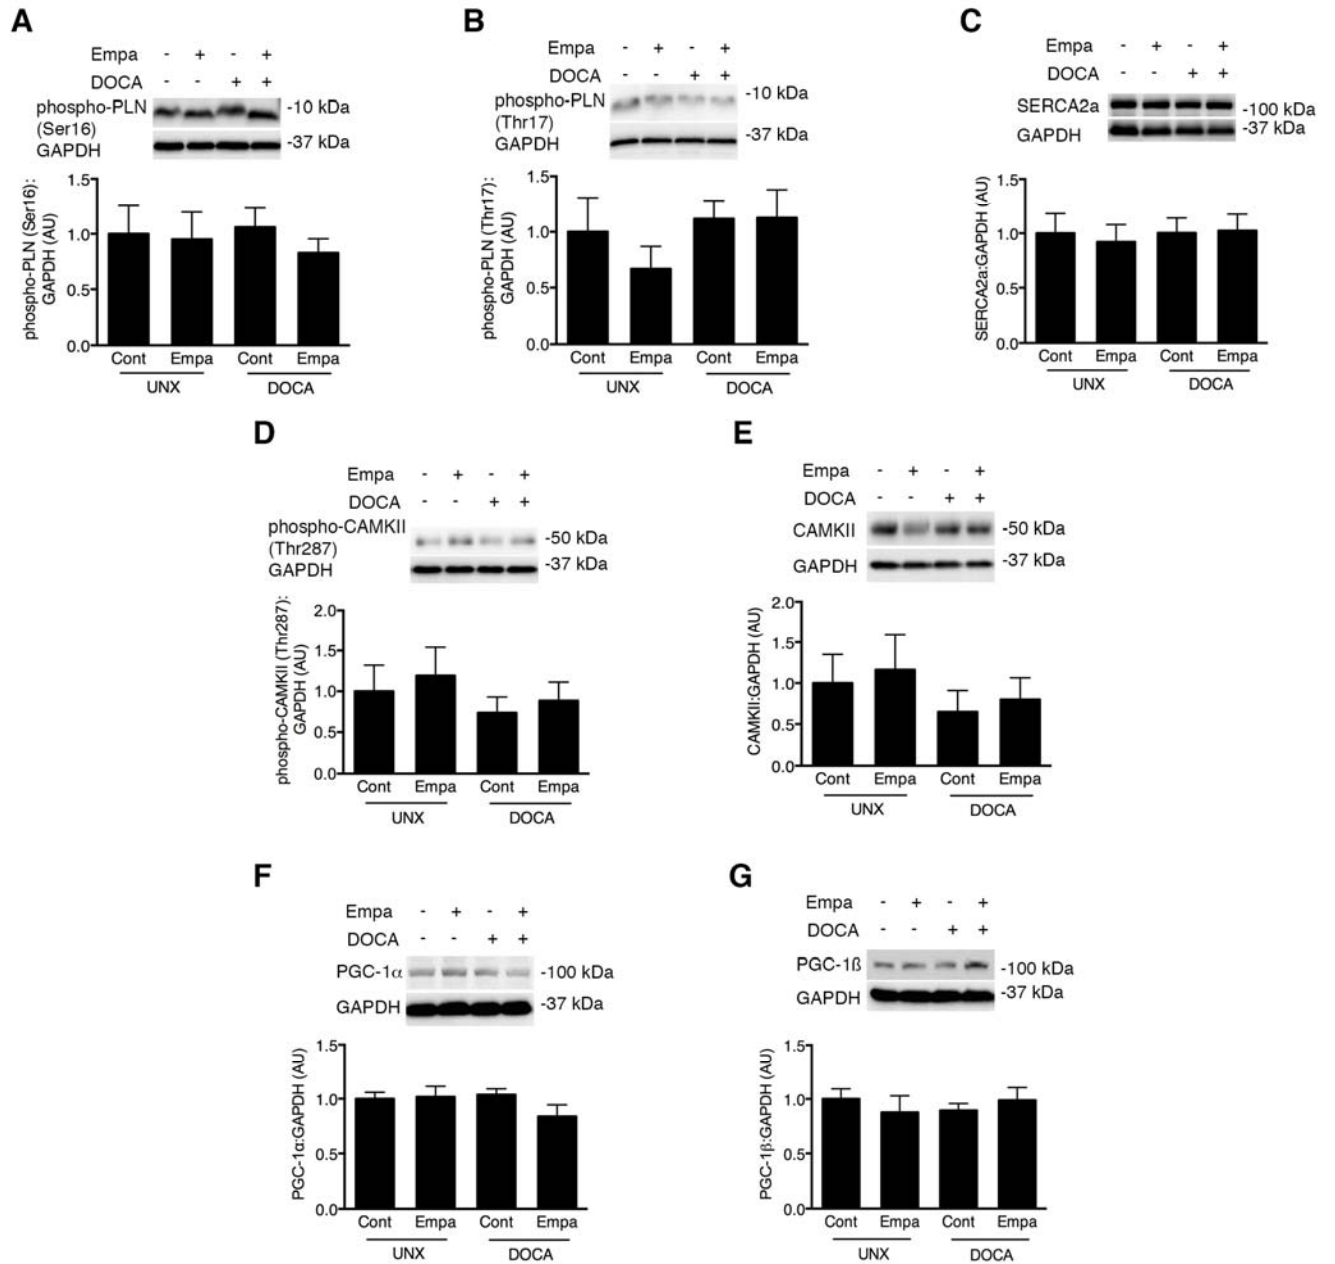 A
Empa - + - +
DOCA - - + +
phospho-PLN
(Ser16)
GAPDH
-10 kDa
-37 kDa
phospho-PLN (Ser16):
GAPDH (AU)
1.5
1.0
0.5
0.0
Cont Empa Cont Empa
UNX DOCA
B
Empa - + - +
DOCA - - + +
phospho-PLN
(Thr17)
GAPDH
-10 kDa
-37 kDa
phospho-PLN (Thr17):
GAPDH (AU)
1.5
1.0
0.5
0.0
Cont Empa Cont Empa
UNX DOCA
C
Empa - + - +
DOCA - - + +
SERCA2a
GAPDH
-100 kDa
-37 kDa
SERCA2a:GAPDH (AU)
1.5
1.0
0.5
0.0
Cont Empa Cont Empa
UNX DOCA
D
Empa - + - +
DOCA - - + +
phospho-CAMKII
(Thr287)
GAPDH
-50 kDa
-37 kDa
phospho-CAMKII (Thr287):
GAPDH (AU)
2.0
1.5
1.0
0.5
0.0
Cont Empa Cont Empa
UNX DOCA
E
Empa - + - +
DOCA - - + +
CAMKII
GAPDH
-50 kDa
-37 kDa
CAMKII:GAPDH (AU)
2.0
1.5
1.0
0.5
0.0
Cont Empa Cont Empa
UNX DOCA
F
Empa - + - +
DOCA - - + +
PGC-1α
GAPDH
-100 kDa
-37 kDa
PGC-1α:GAPDH (AU)
1.5
1.0
0.5
0.0
Cont Empa Cont Empa
UNX DOCA
G
Empa - + - +
DOCA - - + +
PGC-1ß
GAPDH
-100 kDa
-37 kDa
PGC-1β:GAPDH (AU)
1.5
1.0
0.5
0.0
Cont Empa Cont Empa
UNX DOCA